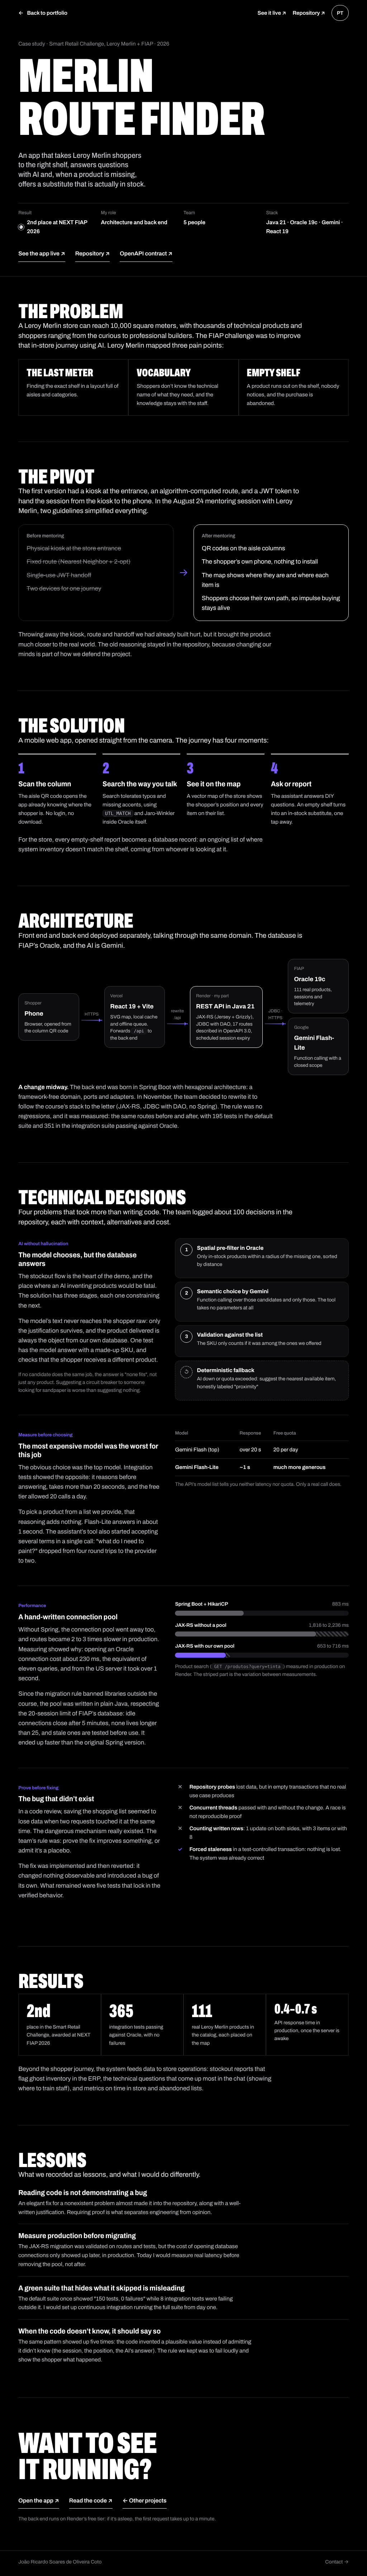 ← Back to portfolio
See it live ↗ Repository ↗ PT
Case study · Smart Retail Challenge, Leroy Merlin + FIAP · 2026
MERLIN
ROUTE FINDER
An app that takes Leroy Merlin shoppers
to the right shelf, answers questions
with AI and, when a product is missing,
offers a substitute that is actually in stock.
Result
2nd place at NEXT FIAP
2026
My role
Architecture and back end
Team
5 people
Stack
Java 21 · Oracle 19c · Gemini ·
React 19
See the app live ↗ Repository ↗ OpenAPI contract ↗
THE PROBLEM
A Leroy Merlin store can reach 10,000 square meters, with thousands of technical products and
shoppers ranging from the curious to professional builders. The FIAP challenge was to improve
that in-store journey using AI. Leroy Merlin mapped three pain points:
THE LAST METER
Finding the exact shelf in a layout full of
aisles and categories.
VOCABULARY
Shoppers don't know the technical
name of what they need, and the
knowledge stays with the staff.
EMPTY SHELF
A product runs out on the shelf, nobody
notices, and the purchase is
abandoned.
THE PIVOT
The first version had a kiosk at the entrance, an algorithm-computed route, and a JWT token to
hand the session from the kiosk to the phone. In the August 24 mentoring session with Leroy
Merlin, two guidelines simplified everything.
Before mentoring
Physical kiosk at the store entrance
Fixed route (Nearest Neighbor + 2-opt)
Single-use JWT handoff
Two devices for one journey
→
After mentoring
QR codes on the aisle columns
The shopper's own phone, nothing to install
The map shows where they are and where each
item is
Shoppers choose their own path, so impulse buying
stays alive
Throwing away the kiosk, route and handoff we had already built hurt, but it brought the product
much closer to the real world. The old reasoning stayed in the repository, because changing our
minds is part of how we defend the project.
THE SOLUTION
A mobile web app, opened straight from the camera. The journey has four moments:
1
Scan the column
The aisle QR code opens the
app already knowing where the
shopper is. No login, no
download.
2
Search the way you talk
Search tolerates typos and
missing accents, using
UTL_MATCH and Jaro-Winkler
inside Oracle itself.
3
See it on the map
A vector map of the store shows
the shopper's position and every
item on their list.
4
Ask or report
The assistant answers DIY
questions. An empty shelf turns
into an in-stock substitute, one
tap away.
For the store, every empty-shelf report becomes a database record: an ongoing list of where
system inventory doesn't match the shelf, coming from whoever is looking at it.
ARCHITECTURE
Front end and back end deployed separately, talking through the same domain. The database is
FIAP's Oracle, and the AI is Gemini.
Shopper
Phone
Browser, opened from
the column QR code
HTTPS
Vercel
React 19 + Vite
SVG map, local cache
and offline queue.
Forwards /api to
the back end
rewrite
/api
Render · my part
REST API in Java 21
JAX-RS (Jersey + Grizzly),
JDBC with DAO, 17 routes
described in OpenAPI 3.0,
scheduled session expiry
JDBC
HTTPS
FIAP
Oracle 19c
111 real products,
sessions and
telemetry
Google
Gemini Flash-
Lite
Function calling with a
closed scope
A change midway. The back end was born in Spring Boot with hexagonal architecture: a
framework-free domain, ports and adapters. In November, the team decided to rewrite it to
follow the course's stack to the letter (JAX-RS, JDBC with DAO, no Spring). The rule was no
regressions, and it was measured: the same routes before and after, with 195 tests in the default
suite and 351 in the integration suite passing against Oracle.
TECHNICAL DECISIONS
Four problems that took more than writing code. The team logged about 100 decisions in the
repository, each with context, alternatives and cost.
AI without hallucination
The model chooses, but the database
answers
The stockout flow is the heart of the demo, and the
place where an AI inventing products would be fatal.
The solution has three stages, each one constraining
the next.
The model's text never reaches the shopper raw: only
the justification survives, and the product delivered is
always the object from our own database. One test
has the model answer with a made-up SKU, and
checks that the shopper receives a different product.
If no candidate does the same job, the answer is "none fits", not
just any product. Suggesting a circuit breaker to someone
looking for sandpaper is worse than suggesting nothing.
1
Spatial pre-filter in Oracle
Only in-stock products within a radius of the missing one, sorted
by distance
2
Semantic choice by Gemini
Function calling over those candidates and only those. The tool
takes no parameters at all
3
Validation against the list
The SKU only counts if it was among the ones we offered
Deterministic fallback
AI down or quota exceeded: suggest the nearest available item,
honestly labeled "proximity"
Measure before choosing
The most expensive model was the worst for
this job
The obvious choice was the top model. Integration
tests showed the opposite: it reasons before
answering, takes more than 20 seconds, and the free
tier allowed 20 calls a day.
To pick a product from a list we provide, that
reasoning adds nothing. Flash-Lite answers in about
1 second. The assistant's tool also started accepting
several terms in a single call: "what do I need to
paint?" dropped from four round trips to the provider
to two.
Model Response Free quota
Gemini Flash (top) over 20 s 20 per day
Gemini Flash-Lite ~1 s much more generous
The API's model list tells you neither latency nor quota. Only a real call does.
Performance
A hand-written connection pool
Without Spring, the connection pool went away too,
and routes became 2 to 3 times slower in production.
Measuring showed why: opening an Oracle
connection cost about 230 ms, the equivalent of
eleven queries, and from the US server it took over 1
second.
Since the migration rule banned libraries outside the
course, the pool was written in plain Java, respecting
the 20-session limit of FIAP's database: idle
connections close after 5 minutes, none lives longer
than 25, and stale ones are tested before reuse. It
ended up faster than the original Spring version.
Spring Boot + HikariCP 883 ms
JAX-RS without a pool 1,816 to 2,236 ms
JAX-RS with our own pool 653 to 716 ms
Product search ( GET /produtos?query=tinta ) measured in production on
Render. The striped part is the variation between measurements.
Prove before fixing
The bug that didn't exist
In a code review, saving the shopping list seemed to
lose data when two requests touched it at the same
time. The dangerous mechanism really existed. The
team's rule was: prove the fix improves something, or
admit it's a placebo.
The fix was implemented and then reverted: it
changed nothing observable and introduced a bug of
its own. What remained were five tests that lock in the
verified behavior.
✕ Repository probes lost data, but in empty transactions that no real
use case produces
✕ Concurrent threads passed with and without the change. A race is
not reproducible proof
✕ Counting written rows: 1 update on both sides, with 3 items or with
8
✓ Forced staleness in a test-controlled transaction: nothing is lost.
The system was already correct
RESULTS
2nd
place in the Smart Retail
Challenge, awarded at NEXT
FIAP 2026
365
integration tests passing
against Oracle, with no
failures
111
real Leroy Merlin products in
the catalog, each placed on
the map
0.4–0.7 s
API response time in
production, once the server is
awake
Beyond the shopper journey, the system feeds data to store operations: stockout reports that
flag ghost inventory in the ERP, the technical questions that come up most in the chat (showing
where to train staff), and metrics on time in store and abandoned lists.
LESSONS
What we recorded as lessons, and what I would do differently.
Reading code is not demonstrating a bug
An elegant fix for a nonexistent problem almost made it into the repository, along with a well-
written justification. Requiring proof is what separates engineering from opinion.
Measure production before migrating
The JAX-RS migration was validated on routes and tests, but the cost of opening database
connections only showed up later, in production. Today I would measure real latency before
removing the pool, not after.
A green suite that hides what it skipped is misleading
The default suite once showed "150 tests, 0 failures" while 8 integration tests were failing
outside it. I would set up continuous integration running the full suite from day one.
When the code doesn't know, it should say so
The same pattern showed up five times: the code invented a plausible value instead of admitting
it didn't know (the session, the position, the AI's answer). The rule we kept was to fail loudly and
show the shopper what happened.
WANT TO SEE
IT RUNNING?
Open the app ↗ Read the code ↗ ← Other projects
The back end runs on Render's free tier: if it's asleep, the first request takes up to a minute.
João Ricardo Soares de Oliveira Coto
Contact →